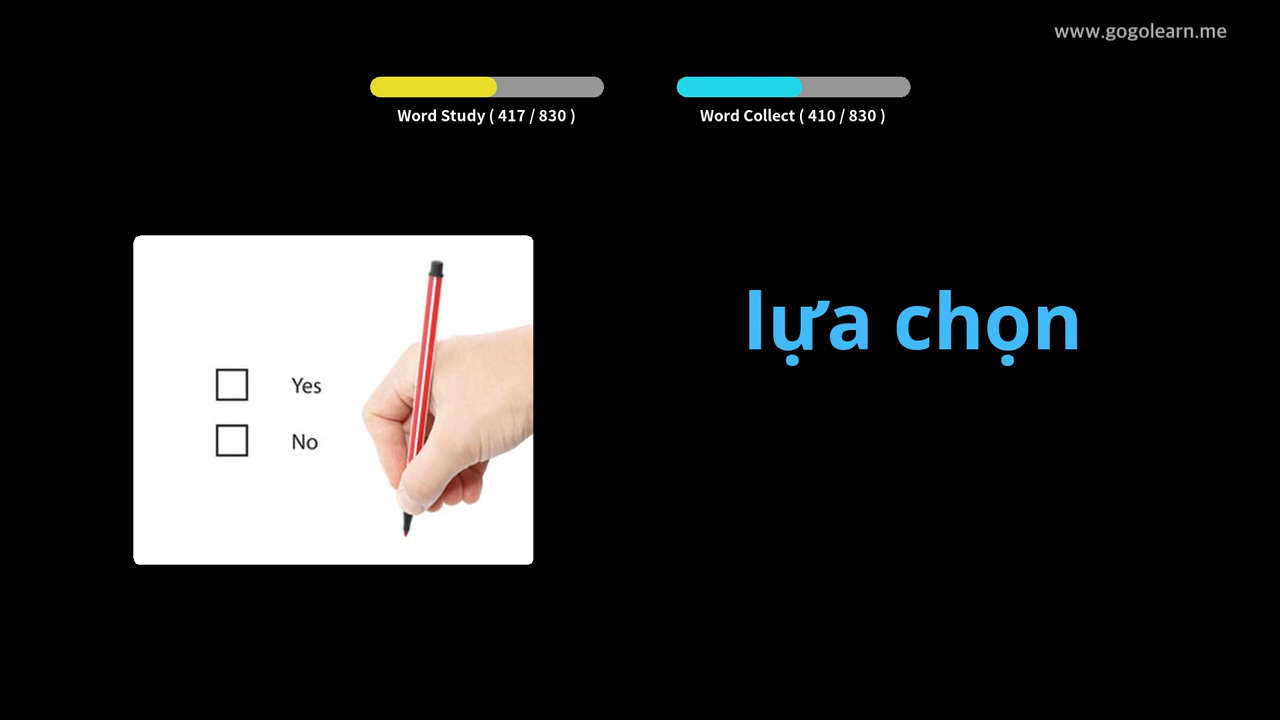 www.gogolearn.me
Word Study ( 417 / 830 )
Word Collect ( 410 / 830 )
lựa chọn
Yes
No